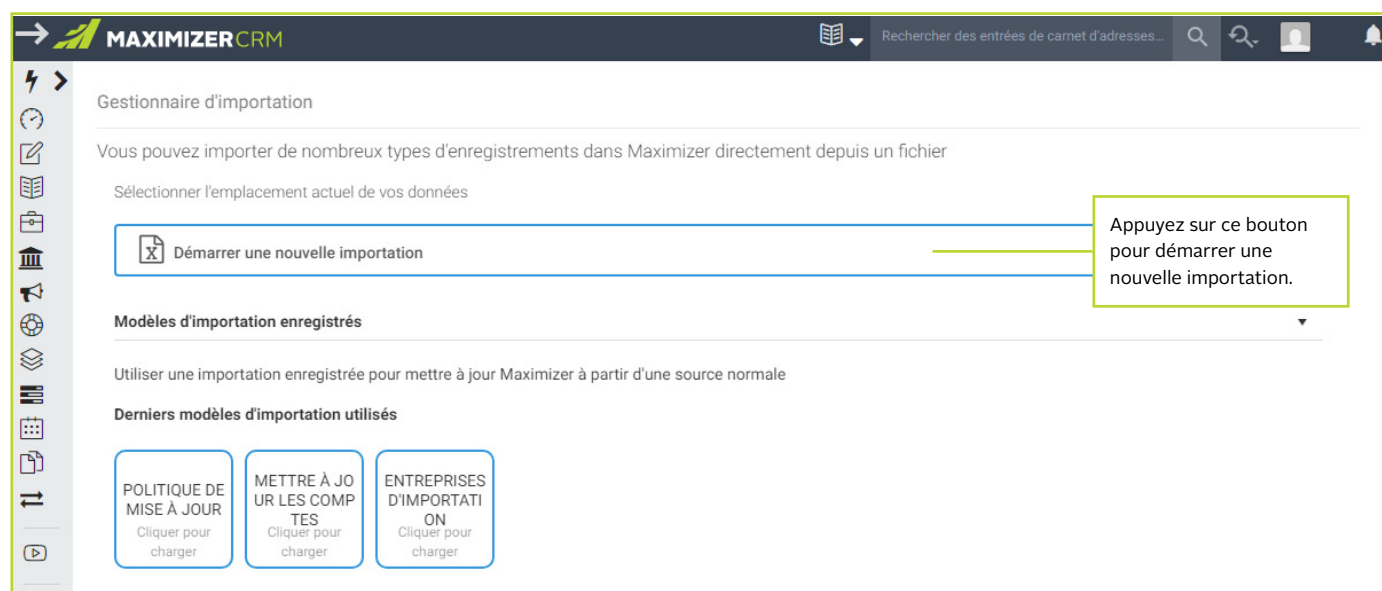 MAXIMIZERCRM
Rechercher des entrées de carnet d'adresses...
Gestionnaire d'importation
Vous pouvez importer de nombreux types d'enregistrements dans Maximizer directement depuis un fichier
Sélectionner l'emplacement actuel de vos données
Démarrer une nouvelle importation
Appuyez sur ce bouton
pour démarrer une
nouvelle importation.
Modèles d'importation enregistrés
Utiliser une importation enregistrée pour mettre à jour Maximizer à partir d'une source normale
Derniers modèles d'importation utilisés
POLITIQUE DE
MISE À JOUR
Cliquer pour
charger
METTRE À JO
UR LES COMP
TES
Cliquer pour
charger
ENTREPRISES
D'IMPORTATI
ON
Cliquer pour
charger